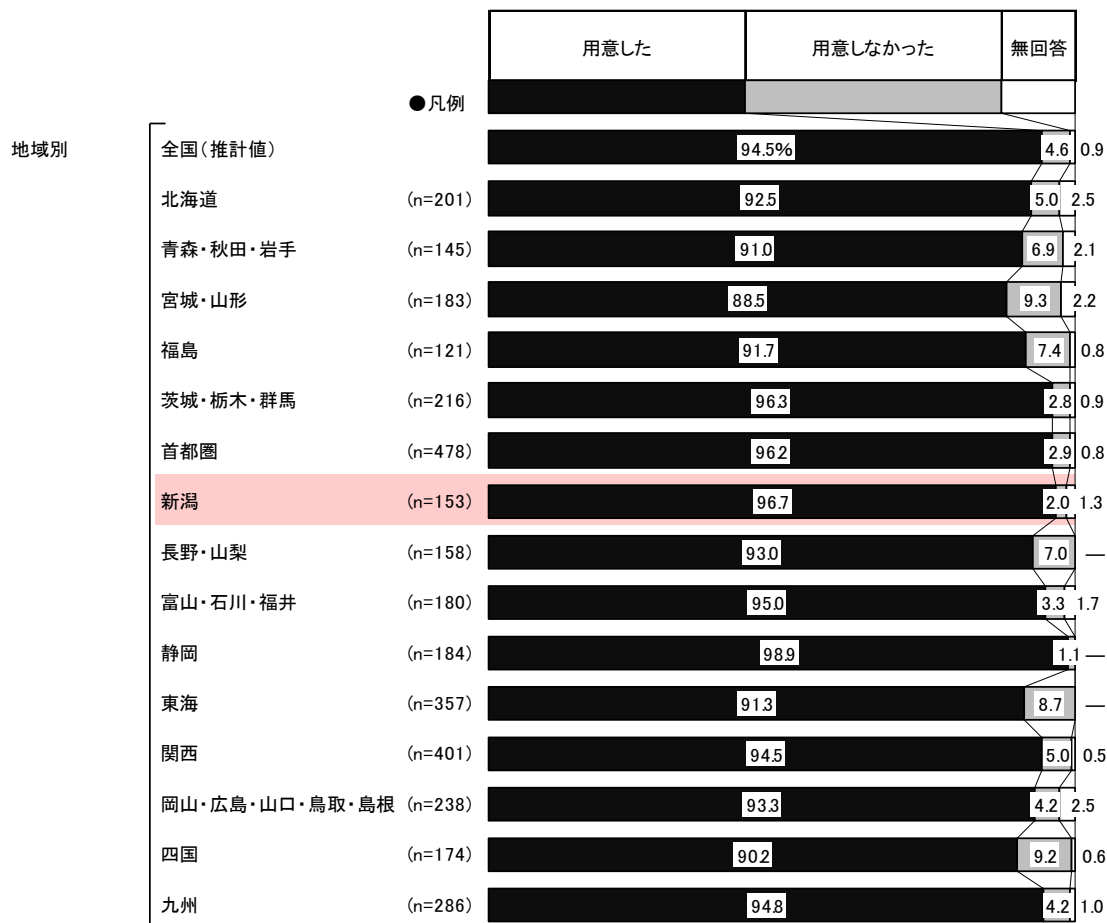 用意した 用意しなかった 無回答
●凡例
地域別 全国(推計値) 94.5% 4.6 0.9
北海道 (n=201) 92.5 5.0 2.5
青森・秋田・岩手 (n=145) 91.0 6.9 2.1
宮城・山形 (n=183) 88.5 9.3 2.2
福島 (n=121) 91.7 7.4 0.8
茨城・栃木・群馬 (n=216) 96.3 2.8 0.9
首都圏 (n=478) 96.2 2.9 0.8
新潟 (n=153) 96.7 2.0 1.3
長野・山梨 (n=158) 93.0 7.0 ―
富山・石川・福井 (n=180) 95.0 3.3 1.7
静岡 (n=184) 98.9 1.1 ―
東海 (n=357) 91.3 8.7 ―
関西 (n=401) 94.5 5.0 0.5
岡山・広島・山口・鳥取・島根 (n=238) 93.3 4.2 2.5
四国 (n=174) 90.2 9.2 0.6
九州 (n=286) 94.8 4.2 1.0